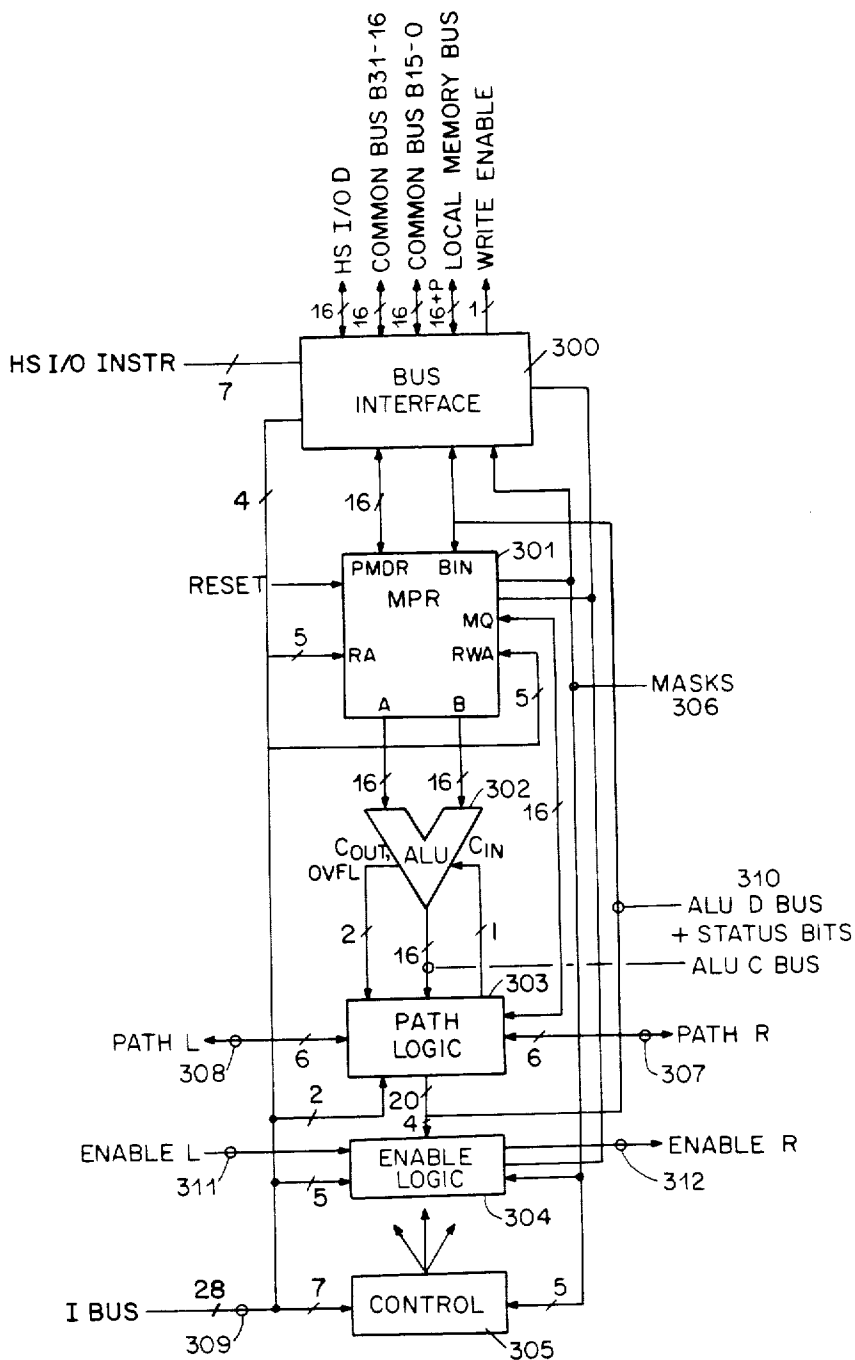 HS I/O D
COMMON BUS B31-16
COMMON BUS B15-0
LOCAL MEMORY BUS
WRITE ENABLE
16
16
16
16+P
1
HS I/O INSTR
7
BUS
INTERFACE
300
4
16
RESET
PMDR
BIN
301
MPR
MQ
5
RA
RWA
5
MASKS
306
A
B
16
16
302
16
COUT,
OVFL
ALU
CIN
2
16
1
310
ALU D BUS
+ STATUS BITS
ALU C BUS
303
PATH L
308
6
PATH
LOGIC
6
PATH R
307
2
20
4
ENABLE L
311
ENABLE
LOGIC
ENABLE R
312
5
304
I BUS
28
309
7
CONTROL
5
305